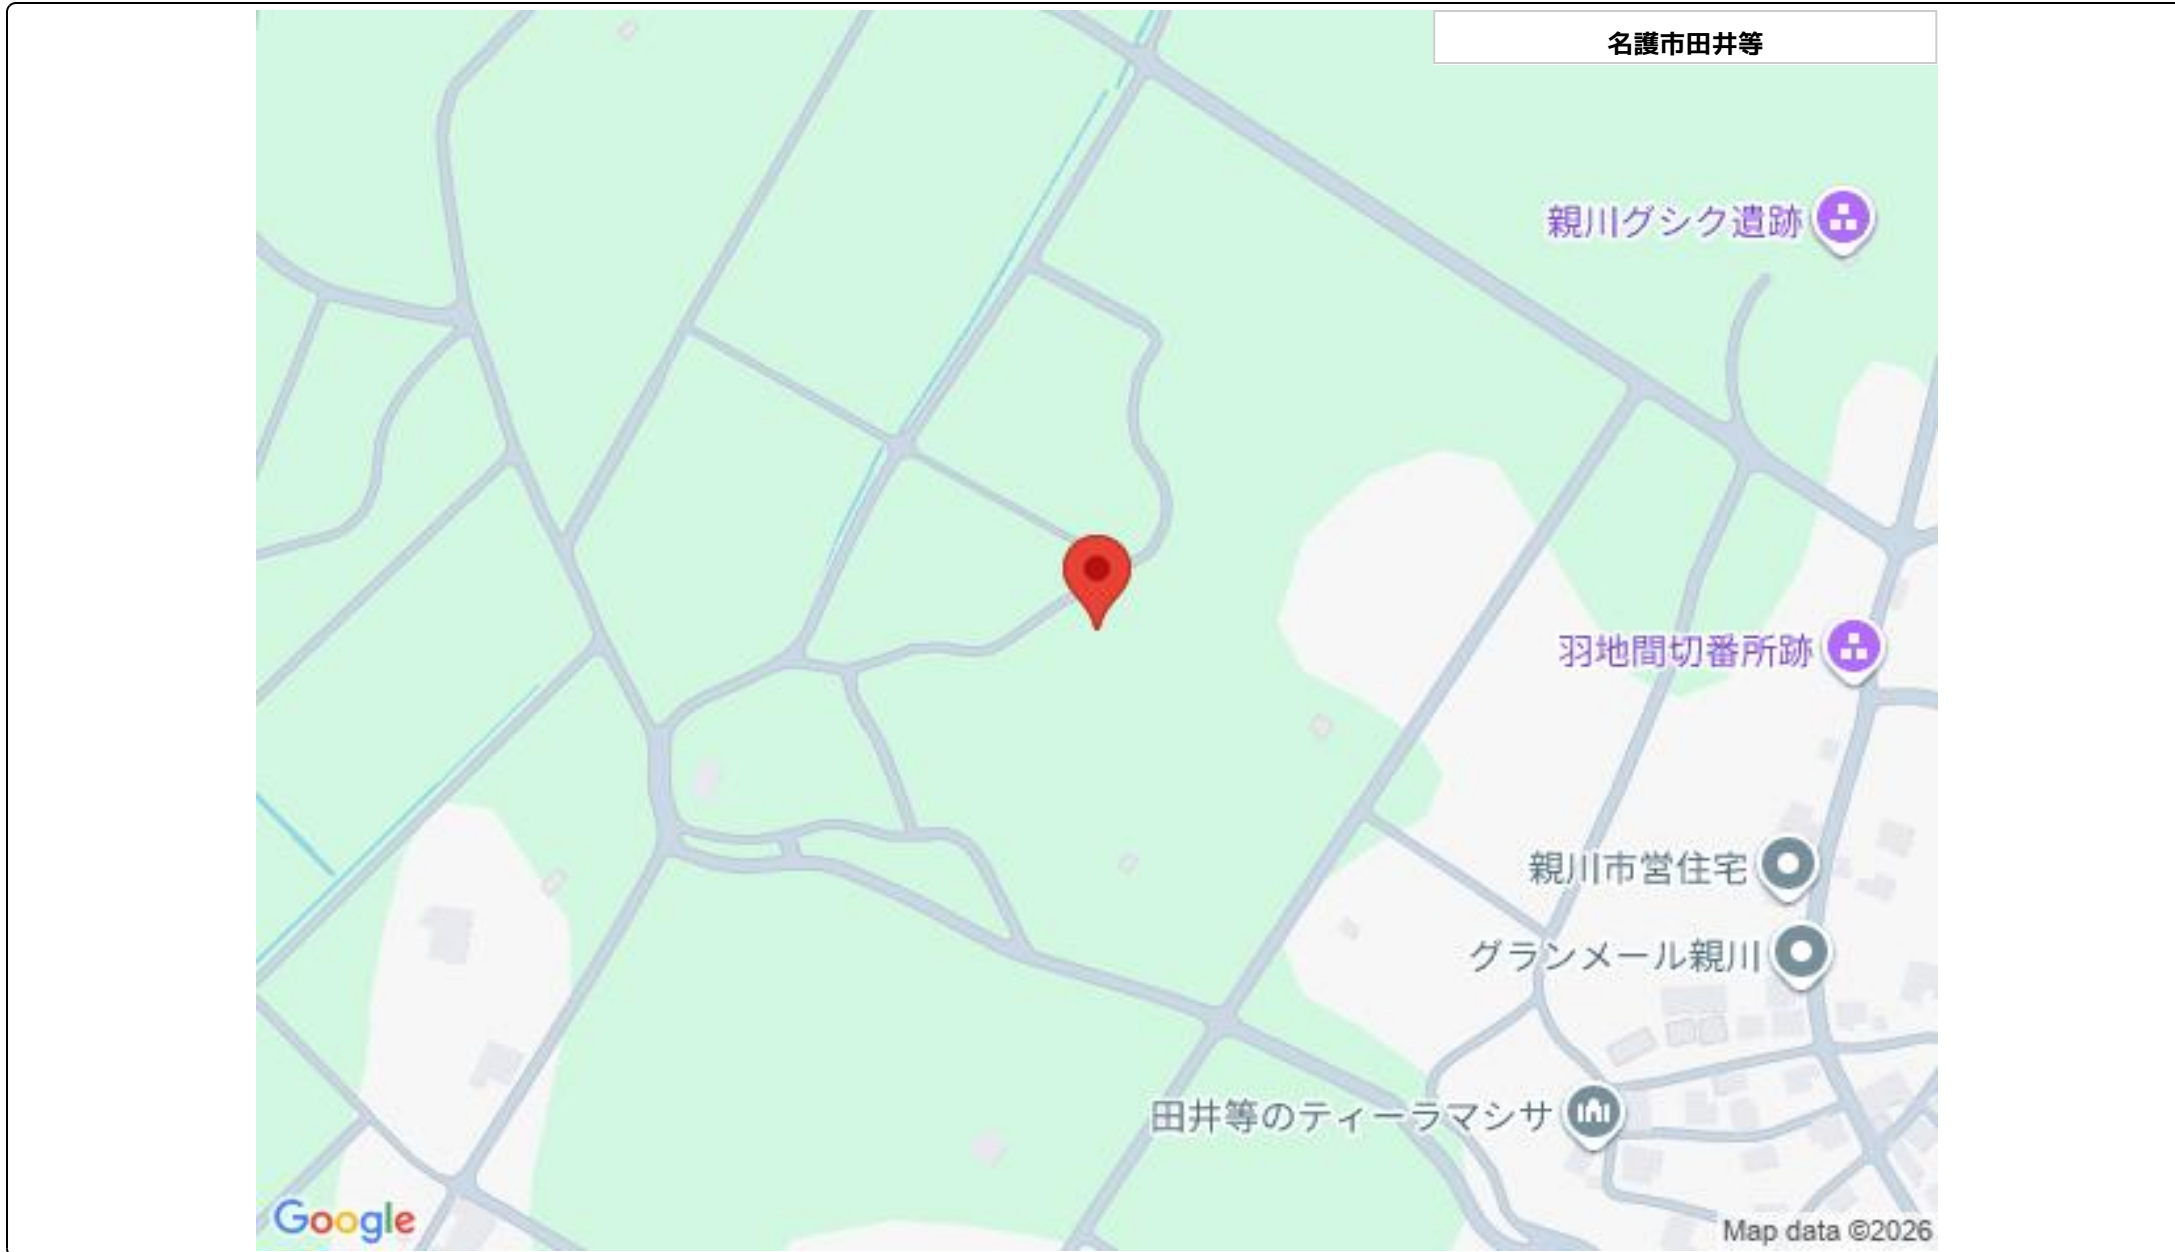 名護市田井等
親川グシク遺跡
羽地間切番所跡
親川市営住宅
グランメール親川
田井等のティーラマシサ
Google
Map data ©2026